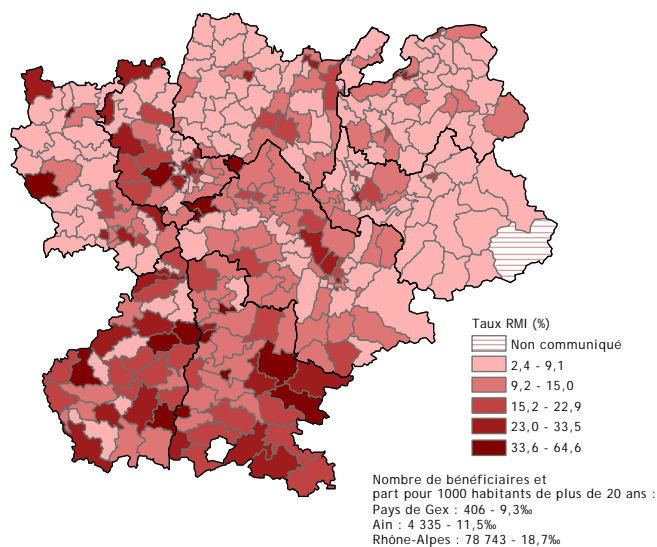 Taux RMI (%)
Non communiqué
2,4 - 9,1
9,2 - 15,0
15,2 - 22,9
23,0 - 33,5
33,6 - 64,6
Nombre de bénéficiaires et
part pour 1000 habitants de plus de 20 ans :
Pays de Gex : 406 - 9,3‰
Ain : 4 335 - 11,5‰
Rhône-Alpes : 78 743 - 18,7‰